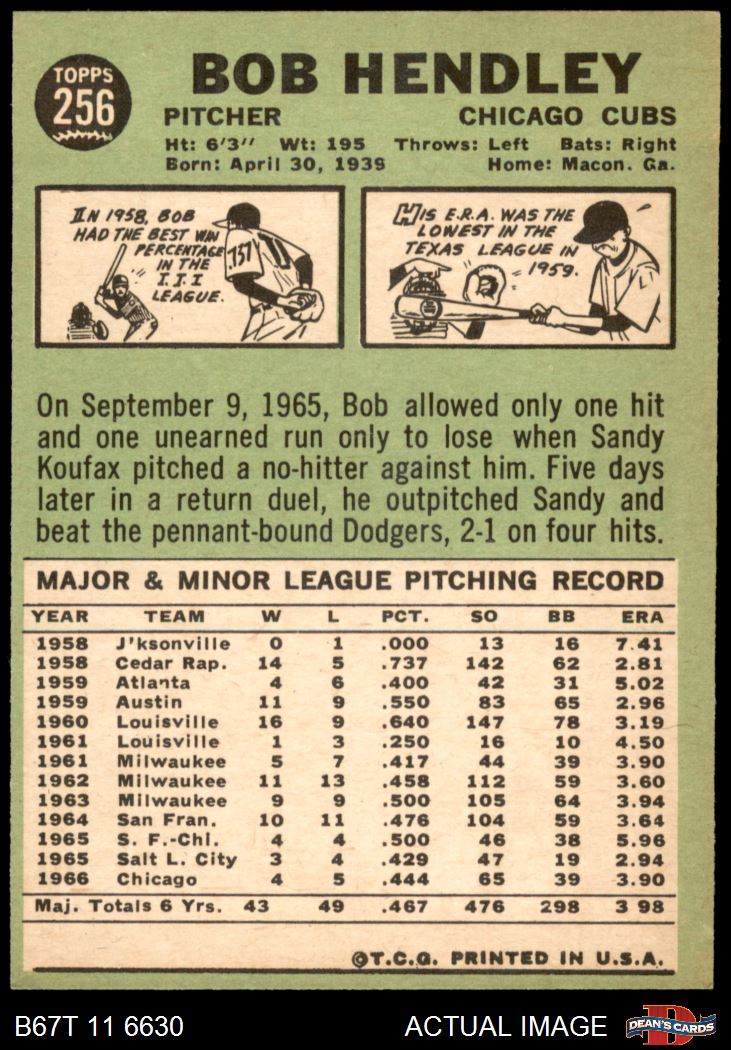 TOPPS
256
BOB HENDLEY
PITCHER CHICAGO CUBS
Ht: 6'3" Wt: 195 Throws: Left Bats: Right
Born: April 30, 1939 Home: Macon. Ga.
IN 1958, BOB
HAD THE BEST WIN
PERCENTAGE
IN THE
I.I.I
LEAGUE.
.737
HIS E.R.A. WAS THE
LOWEST IN THE
TEXAS LEAGUE IN
1959.
On September 9, 1965, Bob allowed only one hit
and one unearned run only to lose when Sandy
Koufax pitched a no-hitter against him. Five days
later in a return duel, he outpitched Sandy and
beat the pennant-bound Dodgers, 2-1 on four hits.
MAJOR & MINOR LEAGUE PITCHING RECORD
YEAR TEAM W L PCT. SO BB ERA
1958 J'ksonville 0 1 .000 13 16 7.41
1958 Cedar Rap. 14 5 .737 142 62 2.81
1959 Atlanta 4 6 .400 42 31 5.02
1959 Austin 11 9 .550 83 65 2.96
1960 Louisville 16 9 .640 147 78 3.19
1961 Louisville 1 3 .250 16 10 4.50
1961 Milwaukee 5 7 .417 44 39 3.90
1962 Milwaukee 11 13 .458 112 59 3.60
1963 Milwaukee 9 9 .500 105 64 3.94
1964 San Fran. 10 11 .476 104 59 3.64
1965 S. F.-Chi. 4 4 .500 46 38 5.96
1965 Salt L. City 3 4 .429 47 19 2.94
1966 Chicago 4 5 .444 65 39 3.90
Maj. Totals 6 Yrs. 43 49 .467 476 298 3 98
©T.C.G. PRINTED IN U.S.A.
B67T 11 6630 ACTUAL IMAGE
DEAN'S CARDS